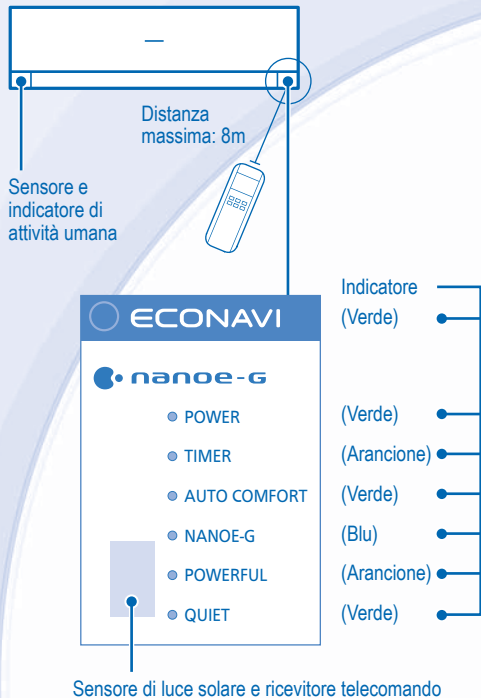 Distanza
massima: 8m
Sensore e
indicatore di
attività umana
Indicatore
ECONAVI (Verde)
nanoe-G
POWER (Verde)
TIMER (Arancione)
AUTO COMFORT (Verde)
NANOE-G (Blu)
POWERFUL (Arancione)
QUIET (Verde)
Sensore di luce solare e ricevitore telecomando